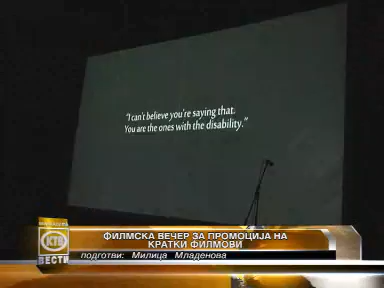 "I can't believe you're saying that.
You are the ones with the disability."
КТВ
ВЕСТИ
ФИЛМСКА ВЕЧЕР ЗА ПРОМОЦИЈА НА
КРАТКИ ФИЛМОВИ
подготви: Милица Младенова